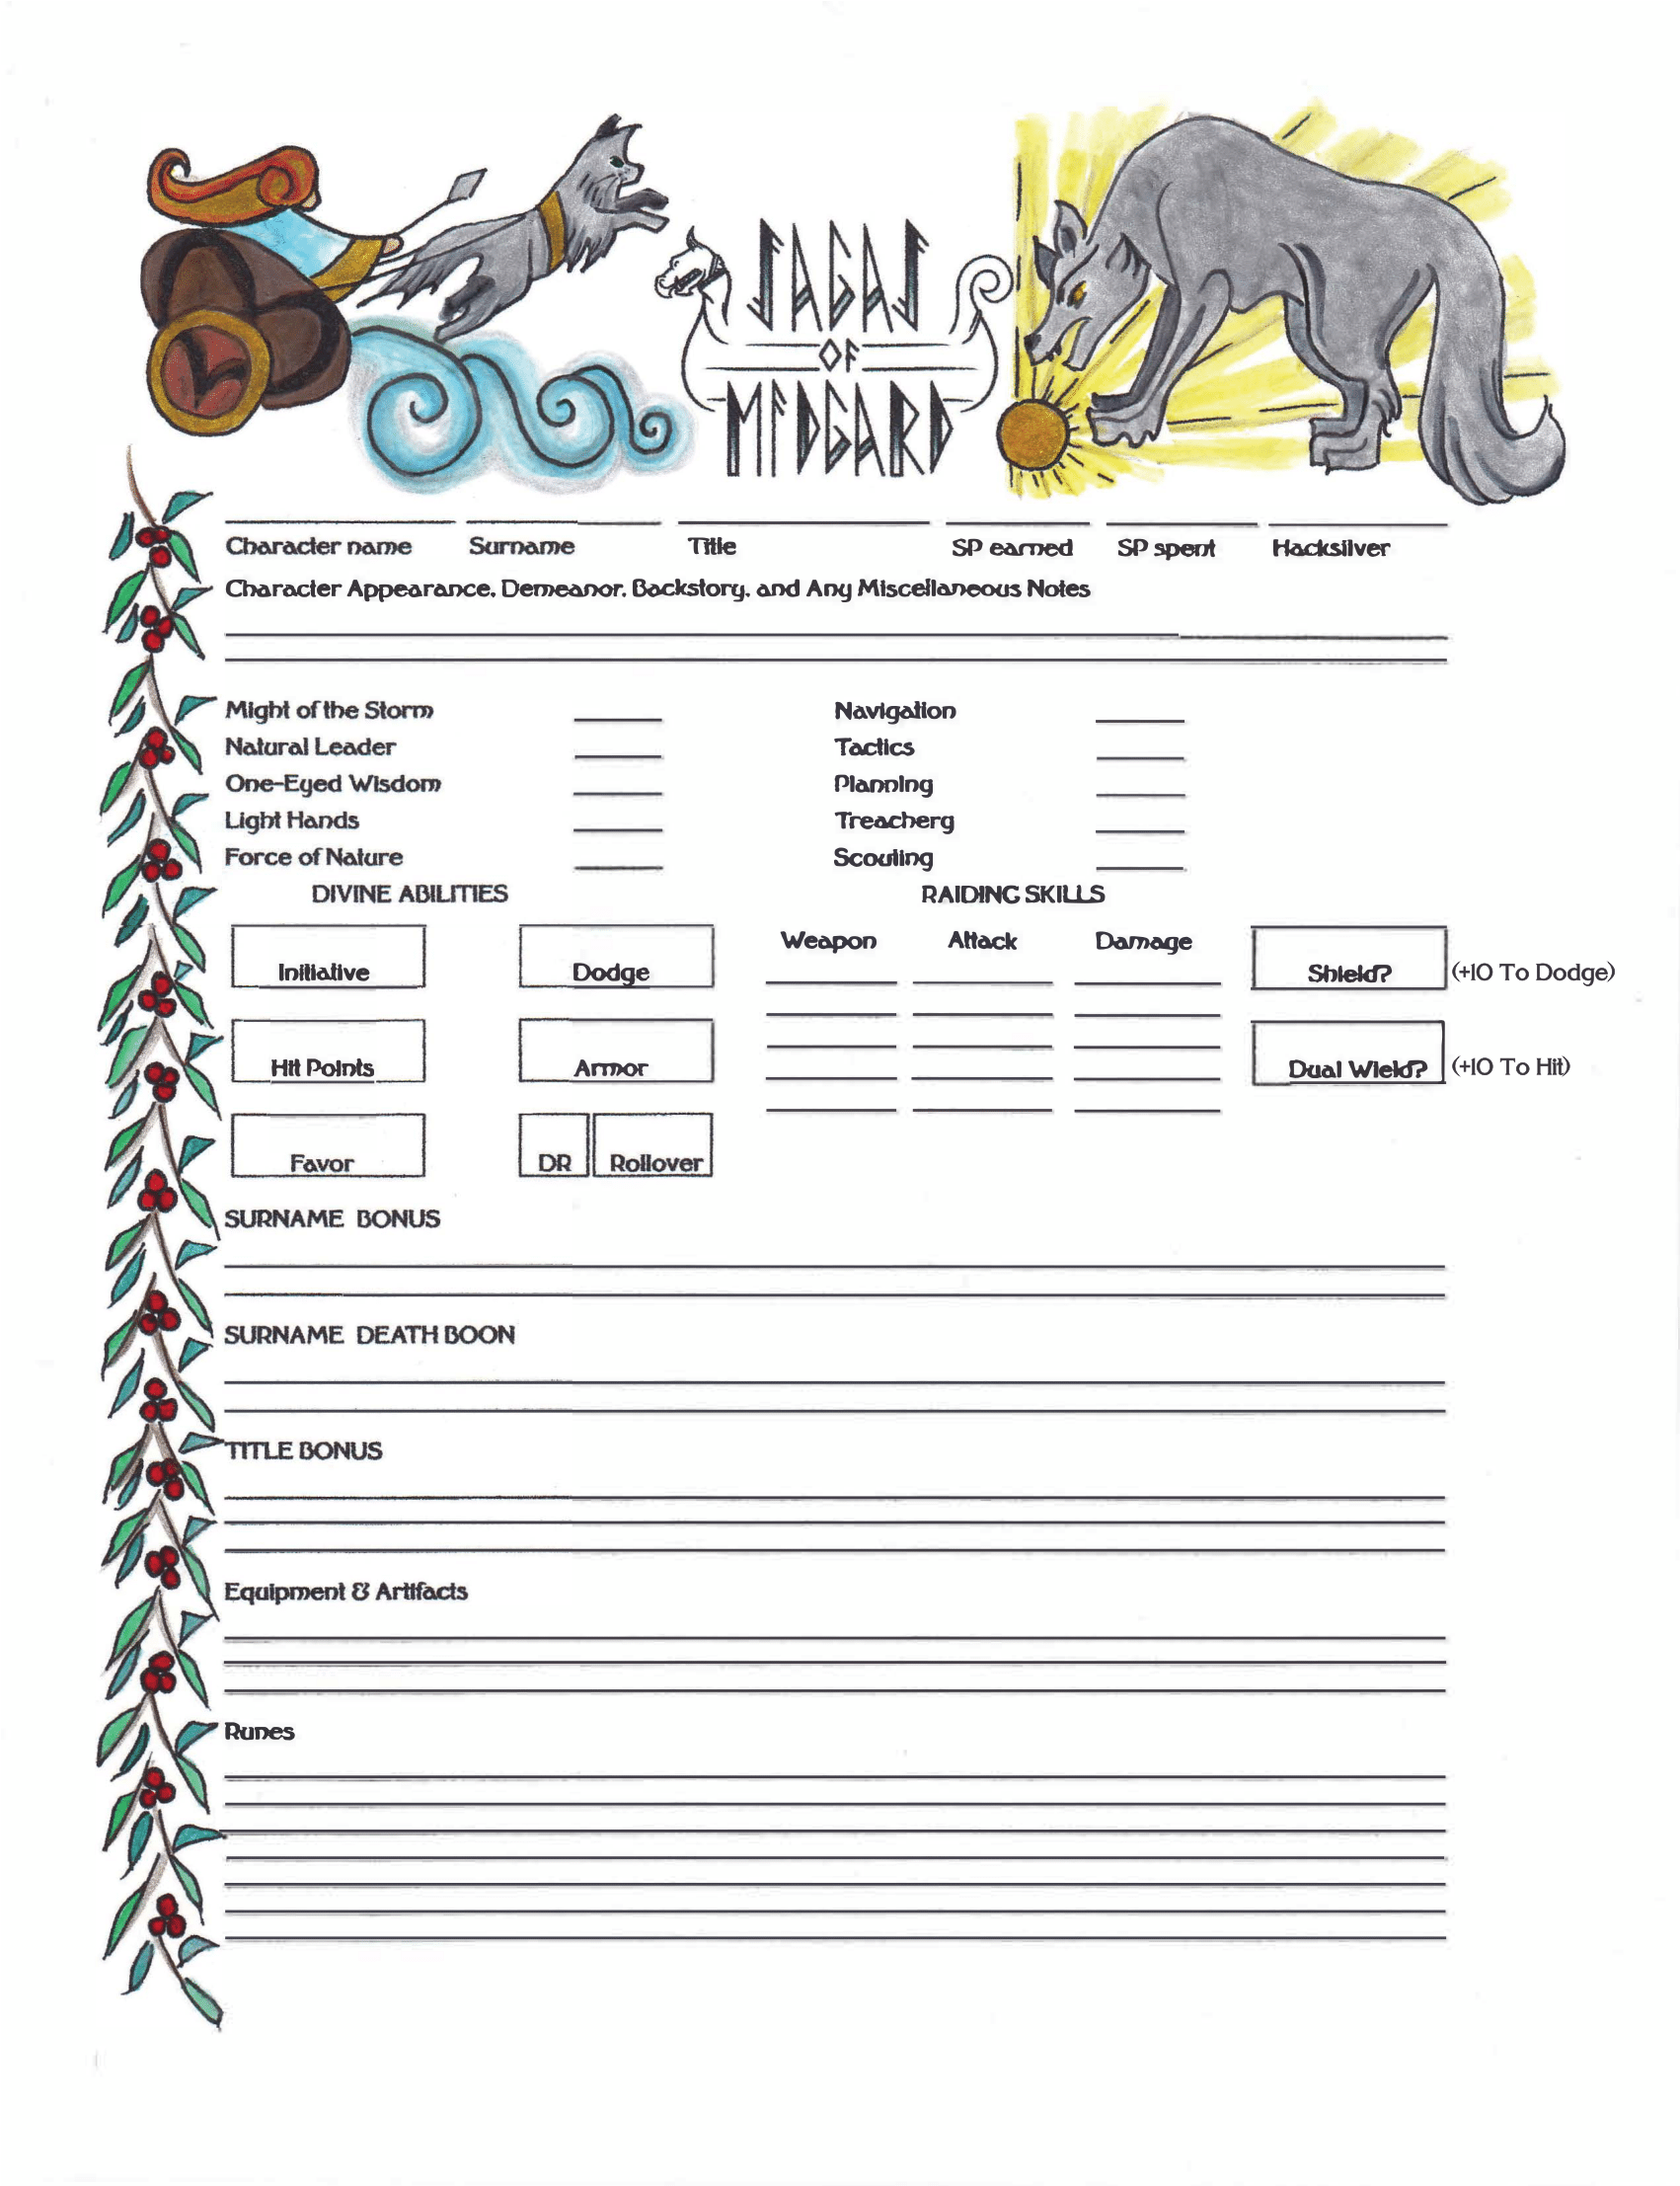 SAGAS
OF
MIDGARD
Character name Surname Title SP earned SP spent Hacksilver
Character Appearance, Demeanor, Backstory, and Any Miscellaneous Notes
Might of the Storm
Natural Leader
One-Eyed Wisdom
Light Hands
Force of Nature
DIVINE ABILITIES
Navigation
Tactics
Planning
Treachery
Scouting
RAIDING SKILLS
Initiative Dodge
Hit Points Armor
Favor DR Rollover
Weapon Attack Damage
Shield? (+10 To Dodge)
Dual Wield? (+10 To Hit)
SURNAME BONUS
SURNAME DEATH BOON
TITLE BONUS
Equipment & Artifacts
Runes